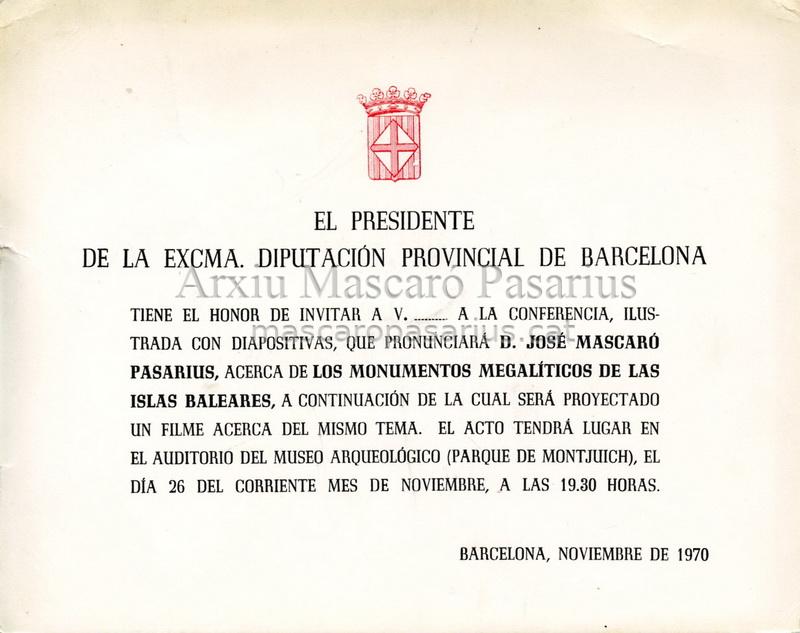 EL PRESIDENTE
DE LA EXCMA. DIPUTACIÓN PROVINCIAL DE BARCELONA
Arxiu Mascaró Pasarius
TIENE EL HONOR DE INVITAR A V. .......... A LA CONFERENCIA, ILUS-
mascaropasarius.cat
TRADA CON DIAPOSITIVAS, QUE PRONUNCIARÁ D. JOSÉ MASCARÓ
PASARIUS, ACERCA DE LOS MONUMENTOS MEGALÍTICOS DE LAS
ISLAS BALEARES, A CONTINUACIÓN DE LA CUAL SERÁ PROYECTADO
UN FILME ACERCA DEL MISMO TEMA. EL ACTO TENDRÁ LUGAR EN
EL AUDITORIO DEL MUSEO ARQUEOLÓGICO (PARQUE DE MONTJUICH), EL
DÍA 26 DEL CORRIENTE MES DE NOVIEMBRE, A LAS 19.30 HORAS.
BARCELONA, NOVIEMBRE DE 1970